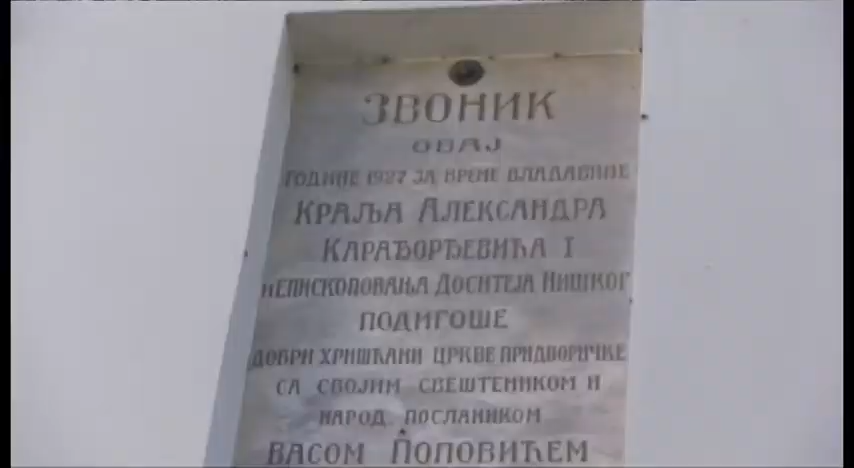 ЗВОНИК
ОВАЈ
ГОДИНЕ 1927 ЗА ВРЕМЕ ВЛАДАВИНЕ
КРАЉА АЛЕКСАНДРА
КАРАЂОРЂЕВИЋА I
И ЕПИСКОПОВАЊА ДОСИТЕЈА НИШКОГ
ПОДИГОШЕ
ДОБРИ ХРИШЋАНИ ЦРКВЕ ПРИДВОРИЧКЕ
СА СВОЈИМ СВЕШТЕНИКОМ И
НАРОД. ПОСЛАНИКОМ
ВАСОМ ПОПОВИЋЕМ